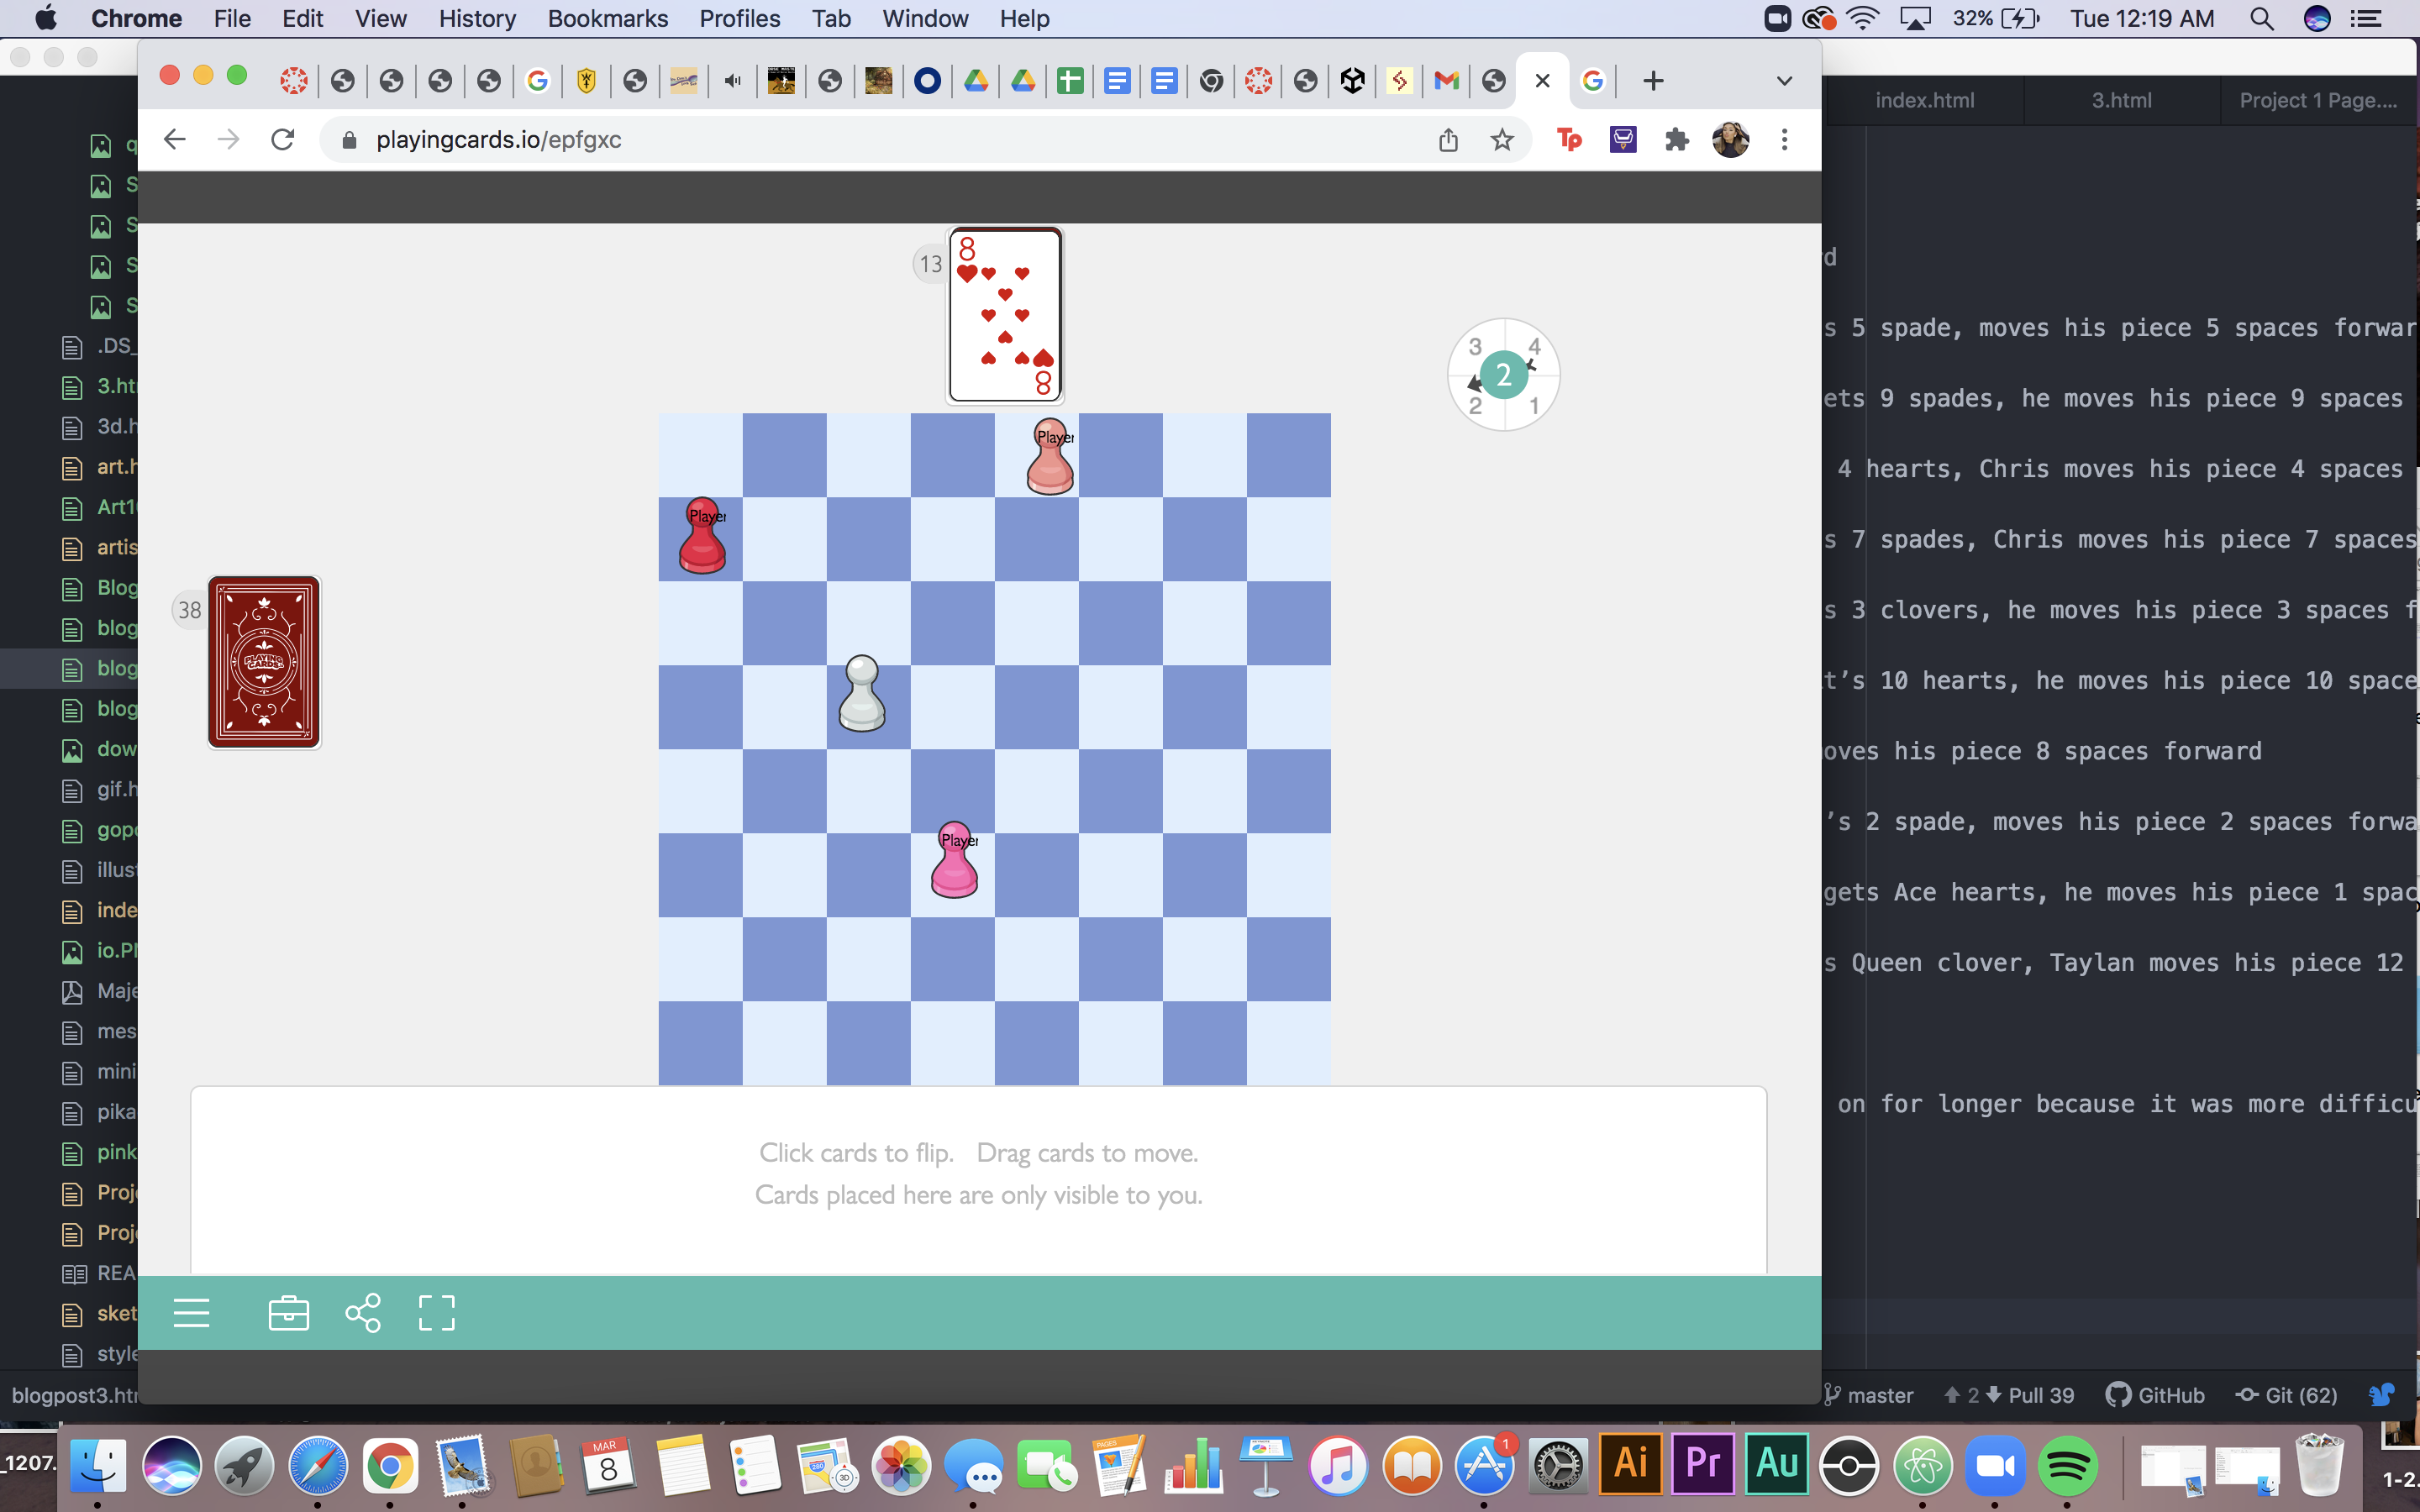 Chrome File Edit View History Bookmarks Profiles Tab Window Help 32% Tue 12:19 AM
index.html 3.html Project 1 Page....
playingcards.io/epfgxc
13
8
8
3 4
2
2 1
38
Player
Player
Player
Click cards to flip. Drag cards to move.
Cards placed here are only visible to you.
.DS_
3.ht
3d.h
art.h
Art1
artis
Blog
blog
blog
blog
dow
gif.h
gop
illus
inde
io.P
Maje
mes
mini
pika
pink
Proj
Proj
REA
sket
style
d
s 5 spade, moves his piece 5 spaces forwar
ets 9 spades, he moves his piece 9 spaces
4 hearts, Chris moves his piece 4 spaces
s 7 spades, Chris moves his piece 7 spaces
s 3 clovers, he moves his piece 3 spaces f
t's 10 hearts, he moves his piece 10 space
oves his piece 8 spaces forward
's 2 spade, moves his piece 2 spaces forwa
gets Ace hearts, he moves his piece 1 spac
s Queen clover, Taylan moves his piece 12
on for longer because it was more difficu
blogpost3.ht master 2 Pull 39 GitHub Git (62)
_1207.
MAR
8
PAGES
1
Ai Pr Au
1-2.